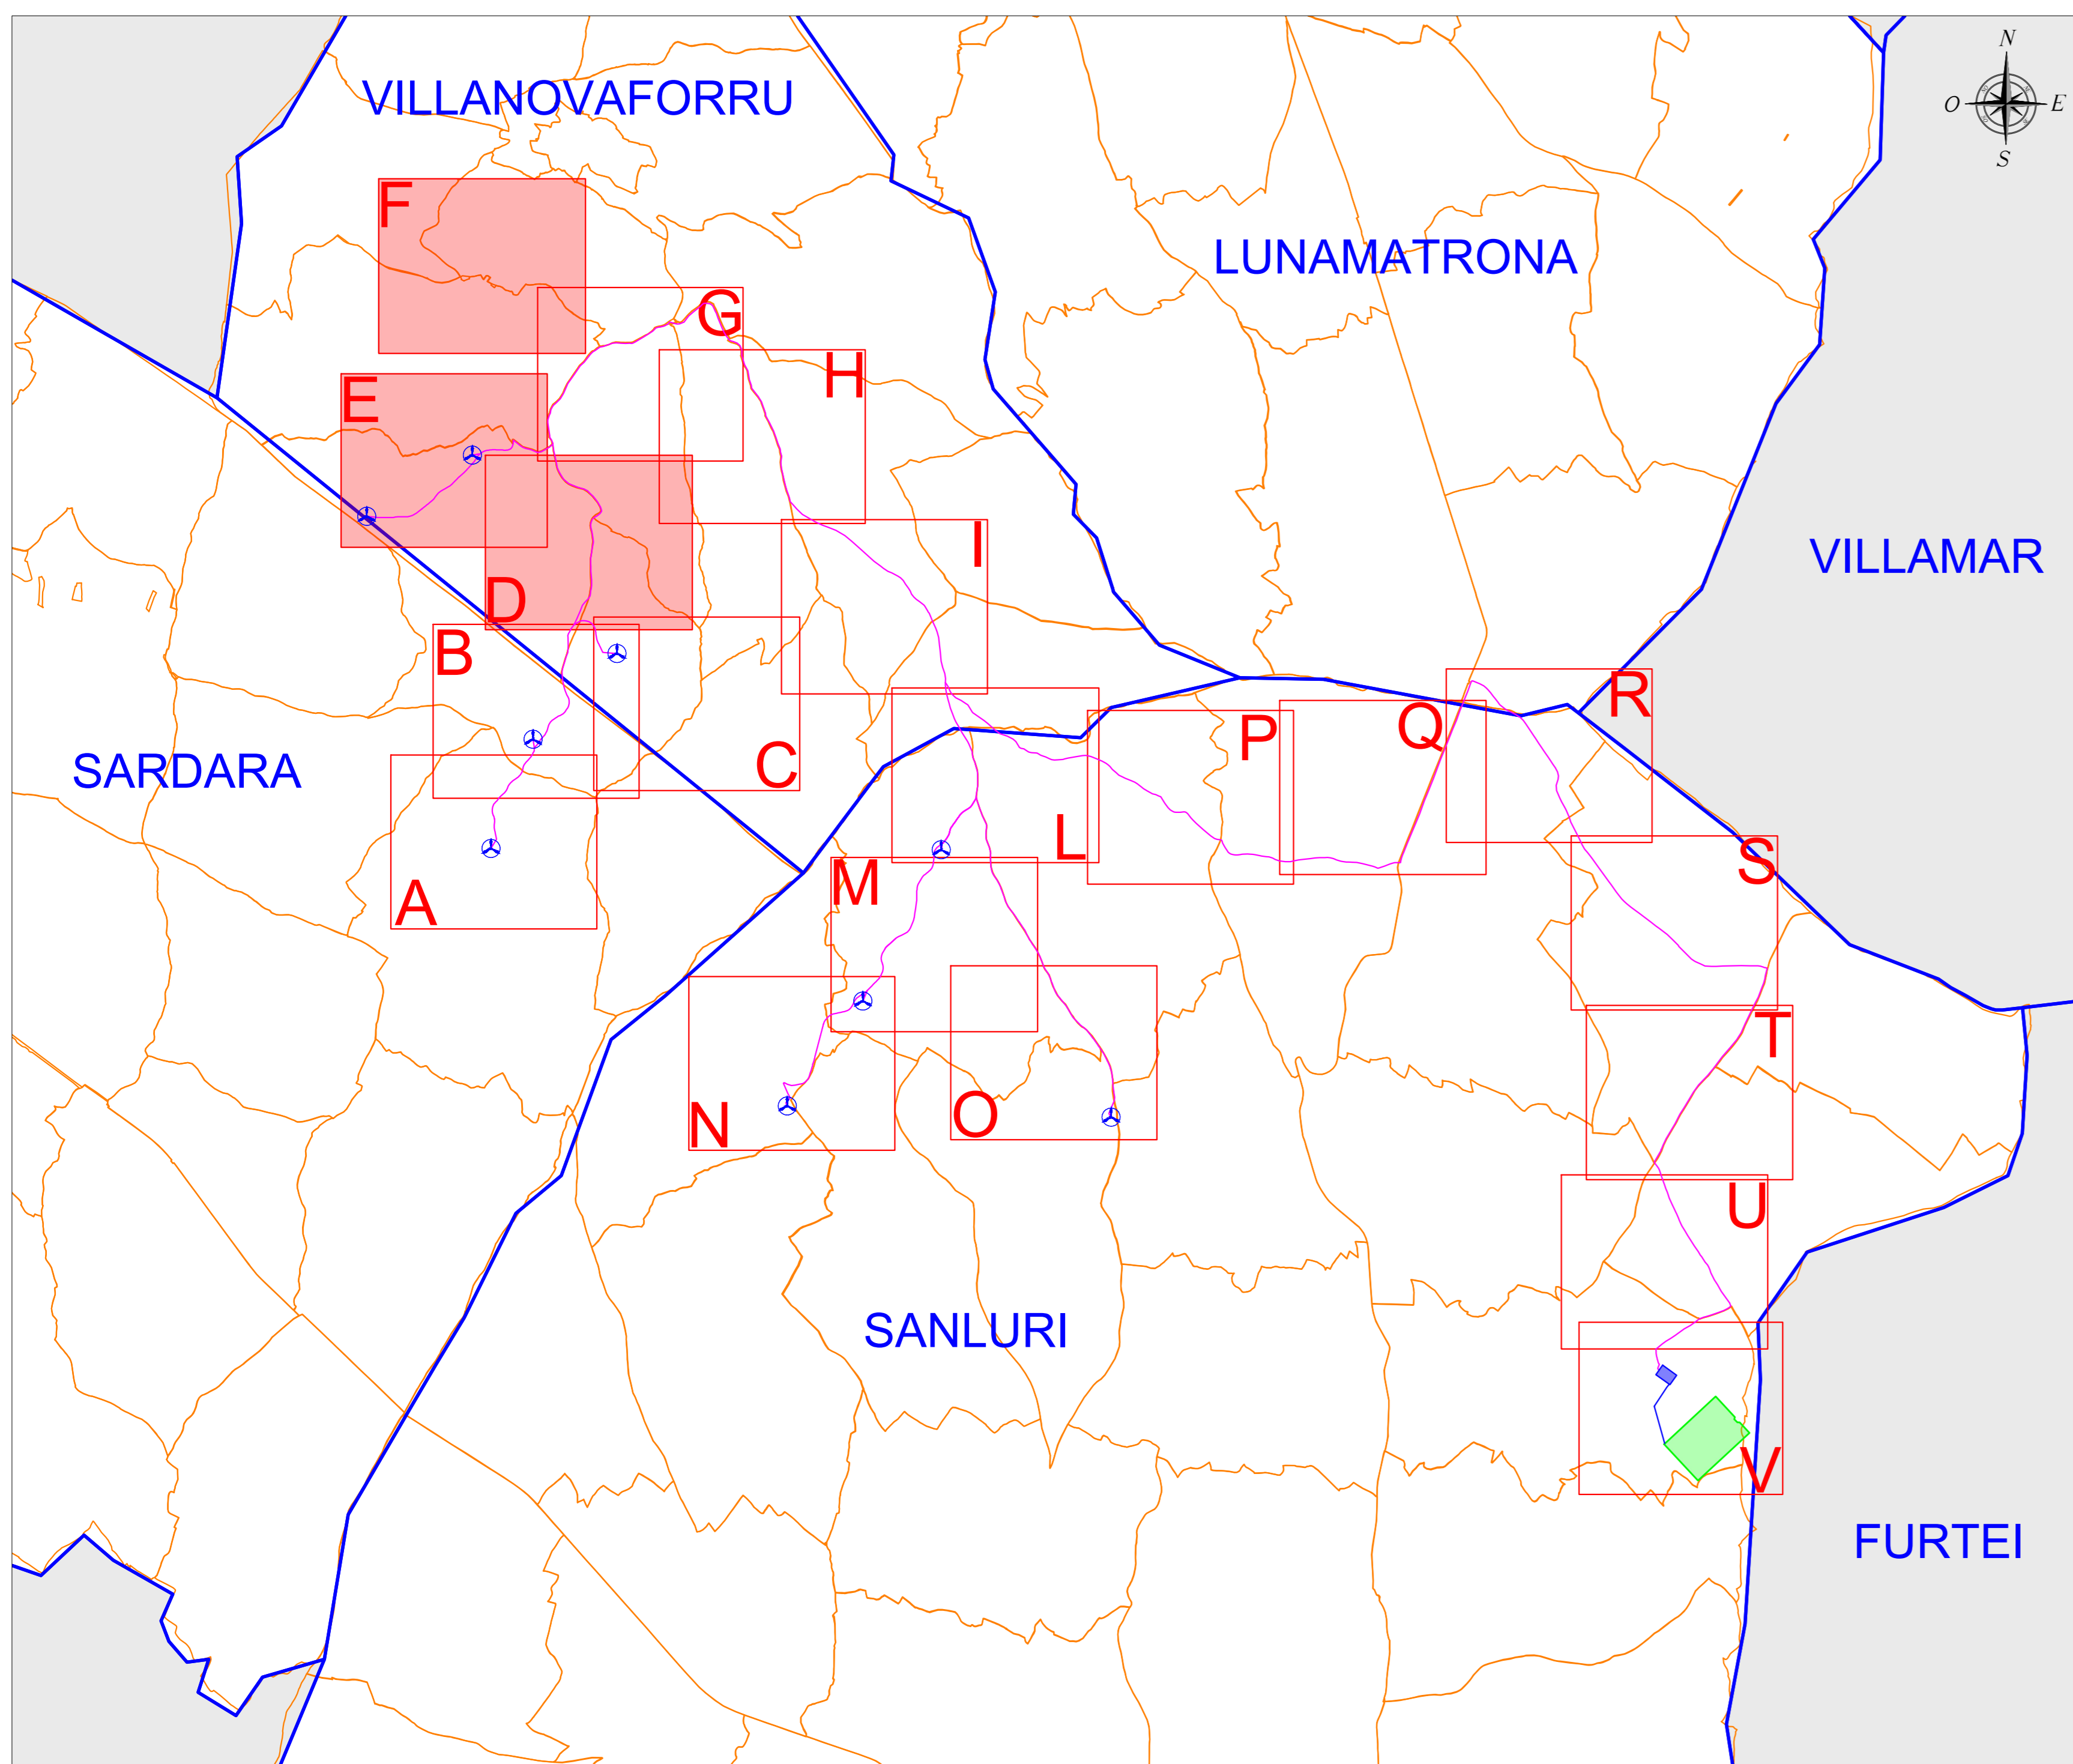 N
VILLANOVAFORRU
O E
S
F
LUNAMATRONA
G
H
E
I
VILLAMAR
D
B
R
P
Q
SARDARA
C
L
S
M
A
T
O
N
U
SANLURI
V
FURTEI